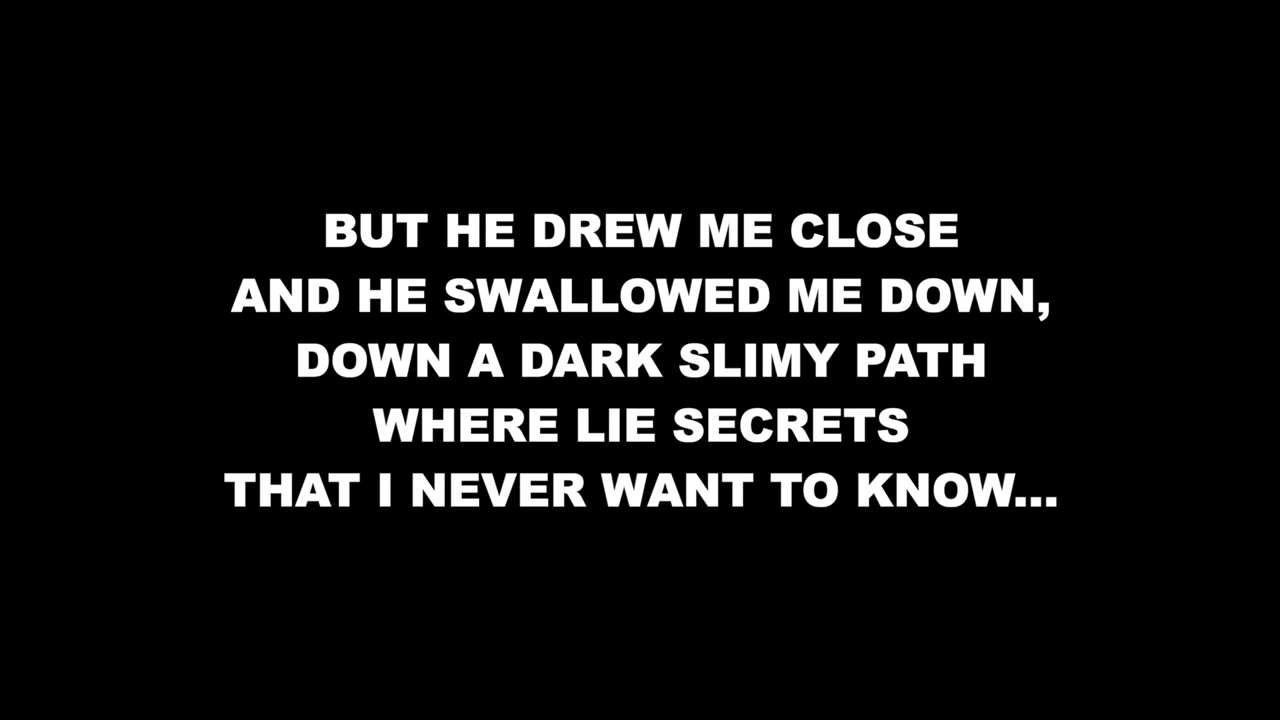 BUT HE DREW ME CLOSE
AND HE SWALLOWED ME DOWN,
DOWN A DARK SLIMY PATH
WHERE LIE SECRETS
THAT I NEVER WANT TO KNOW...